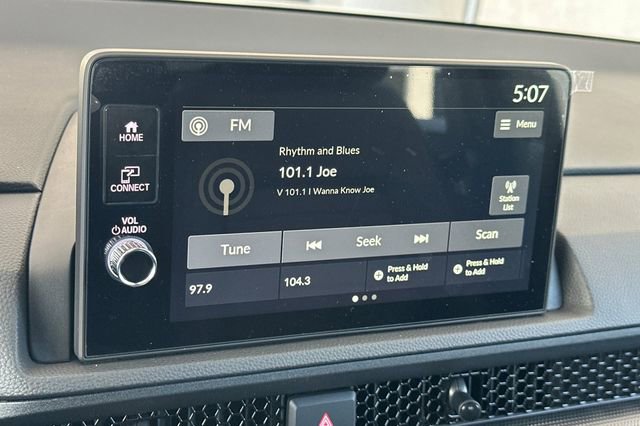 5:07
HOME
CONNECT
VOL
AUDIO
FM
Menu
Rhythm and Blues
101.1 Joe
V 101.1 I Wanna Know Joe
Station
List
Tune
Seek
Scan
97.9
104.3
Press & Hold
to Add
Press & Hold
to Add